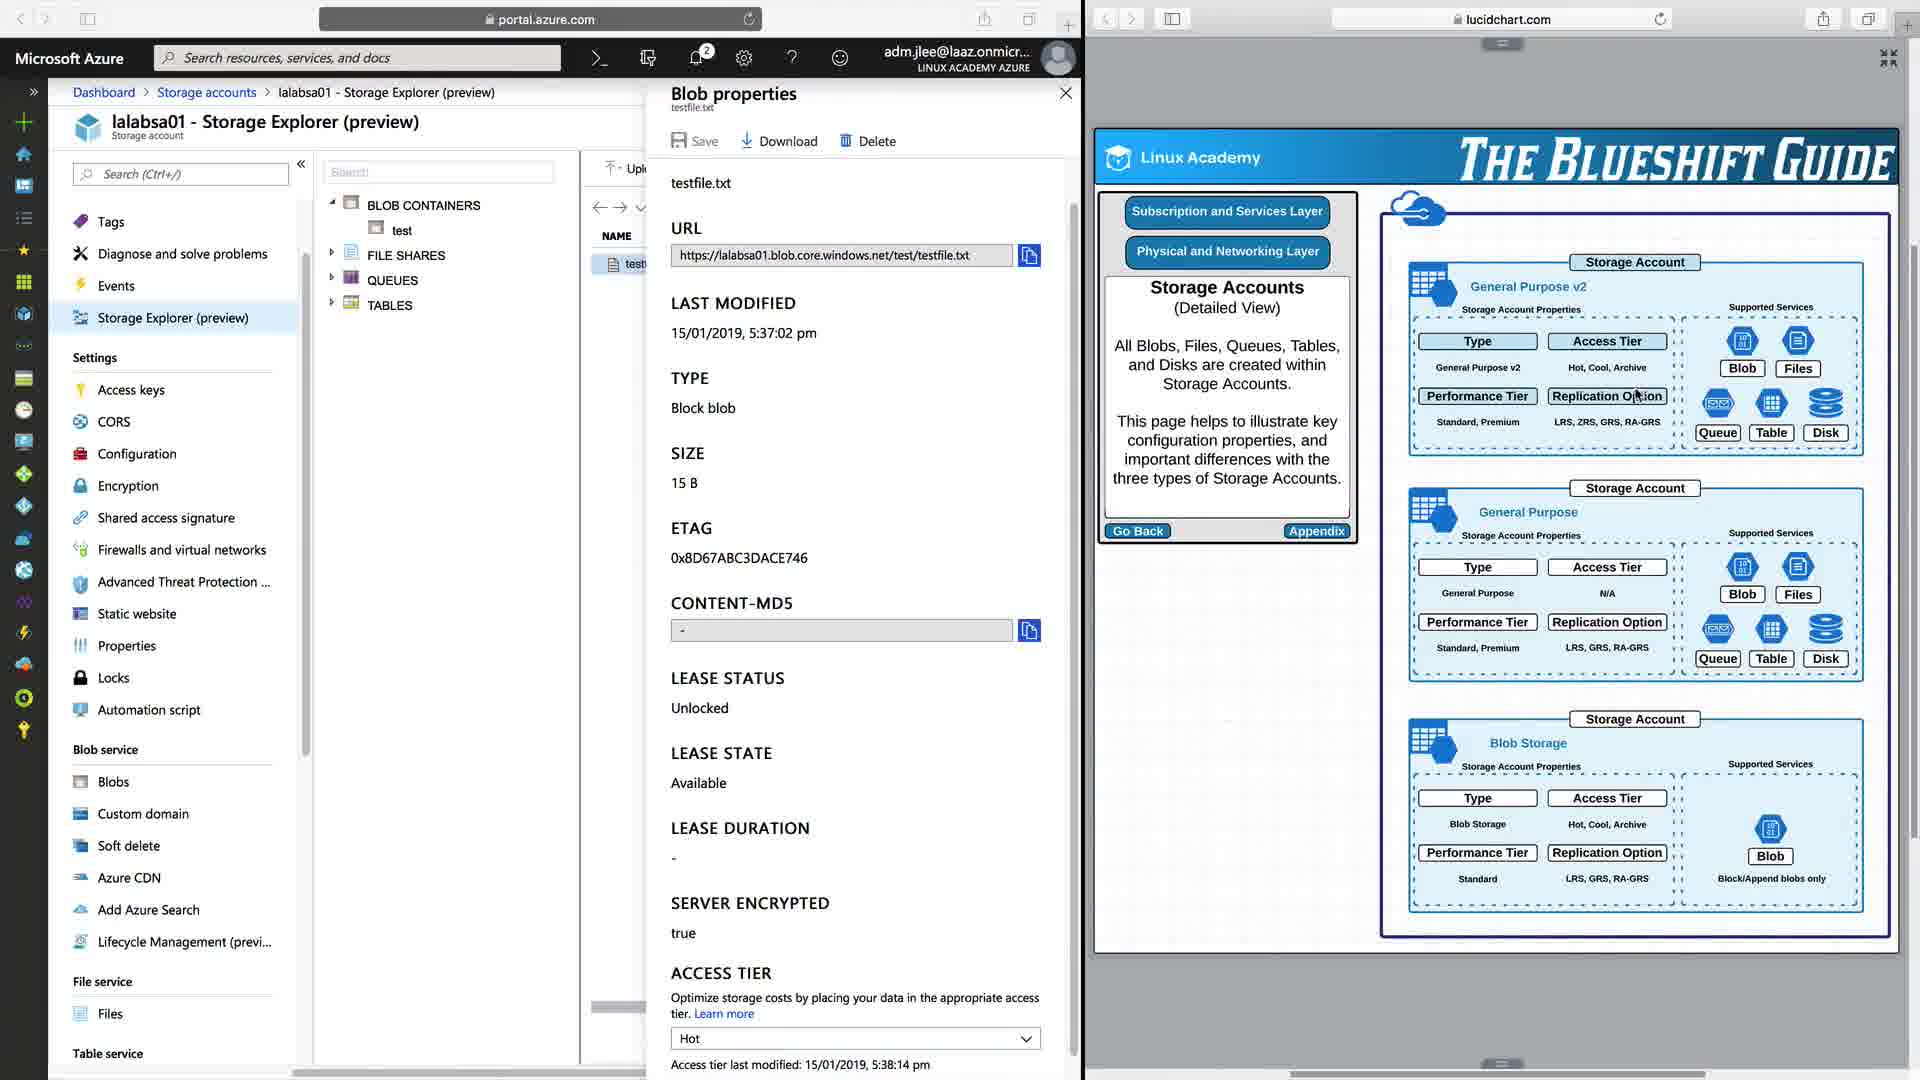 portal.azure.com
Microsoft Azure
Search resources, services, and docs
2
adm.jlee@laaz.onmicr...
LINUX ACADEMY AZURE
Dashboard > Storage accounts > lalabsa01 - Storage Explorer (preview)
lalabsa01 - Storage Explorer (preview)
Storage account
Search (Ctrl+/)
Tags
Diagnose and solve problems
Events
Storage Explorer (preview)
Settings
Access keys
CORS
Configuration
Encryption
Shared access signature
Firewalls and virtual networks
Advanced Threat Protection ...
Static website
Properties
Locks
Automation script
Blob service
Blobs
Custom domain
Soft delete
Azure CDN
Add Azure Search
Lifecycle Management (previ...
File service
Files
Table service
Search
BLOB CONTAINERS
test
FILE SHARES
QUEUES
TABLES
Uplo
NAME
test
Blob properties
testfile.txt
Save
Download
Delete
testfile.txt
URL
https://lalabsa01.blob.core.windows.net/test/testfile.txt
LAST MODIFIED
15/01/2019, 5:37:02 pm
TYPE
Block blob
SIZE
15 B
ETAG
0x8D67ABC3DACE746
CONTENT-MD5
-
LEASE STATUS
Unlocked
LEASE STATE
Available
LEASE DURATION
-
SERVER ENCRYPTED
true
ACCESS TIER
Optimize storage costs by placing your data in the appropriate access
tier. Learn more
Hot
Access tier last modified: 15/01/2019, 5:38:14 pm
lucidchart.com
Linux Academy
THE BLUESHIFT GUIDE
Subscription and Services Layer
Physical and Networking Layer
Storage Accounts
(Detailed View)
All Blobs, Files, Queues, Tables,
and Disks are created within
Storage Accounts.
This page helps to illustrate key
configuration properties, and
important differences with the
three types of Storage Accounts.
Go Back
Appendix
Storage Account
General Purpose v2
Storage Account Properties
Supported Services
Type
Access Tier
General Purpose v2
Hot, Cool, Archive
Performance Tier
Replication Option
Standard, Premium
LRS, ZRS, GRS, RA-GRS
Blob
Files
Queue
Table
Disk
Storage Account
General Purpose
Storage Account Properties
Supported Services
Type
Access Tier
General Purpose
N/A
Performance Tier
Replication Option
Standard, Premium
LRS, GRS, RA-GRS
Blob
Files
Queue
Table
Disk
Storage Account
Blob Storage
Storage Account Properties
Supported Services
Type
Access Tier
Blob Storage
Hot, Cool, Archive
Performance Tier
Replication Option
Standard
LRS, GRS, RA-GRS
Blob
Block/Append blobs only